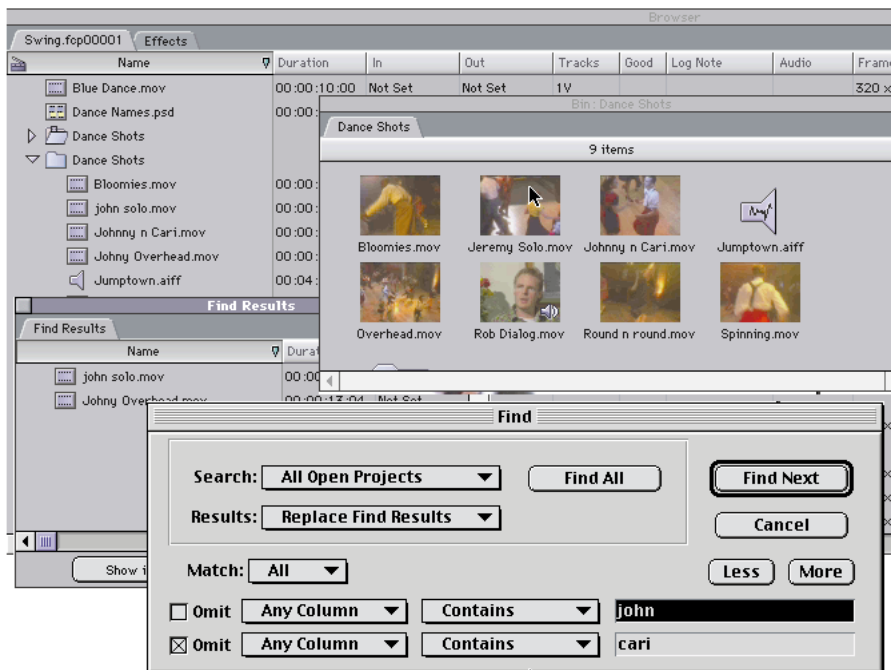 Browser
Swing.fcp00001 Effects
Name Duration In Out Tracks Good Log Note Audio Frame
Blue Dance.mov 00:00:10:00 Not Set Not Set 1V 320 ×
Dance Names.psd 00:00:
Dance Shots
Dance Shots
Bloomies.mov 00:00:
john solo.mov 00:00:
Johnny n Cari.mov 00:00:
Johny Overhead.mov 00:00:
Jumptown.aiff 00:04:
Bin: Dance Shots
Dance Shots
9 items
Bloomies.mov Jeremy Solo.mov Johnny n Cari.mov Jumptown.aiff
Overhead.mov Rob Dialog.mov Round n round.mov Spinning.mov
Find Results
Find Results
Name Durat
john solo.mov 00:00
Johny Overhead.mov 00:00:13:04 Not Set
Show i
Find
Search: All Open Projects Find All Find Next
Results: Replace Find Results Cancel
Match: All Less More
Omit Any Column Contains john
Omit Any Column Contains cari